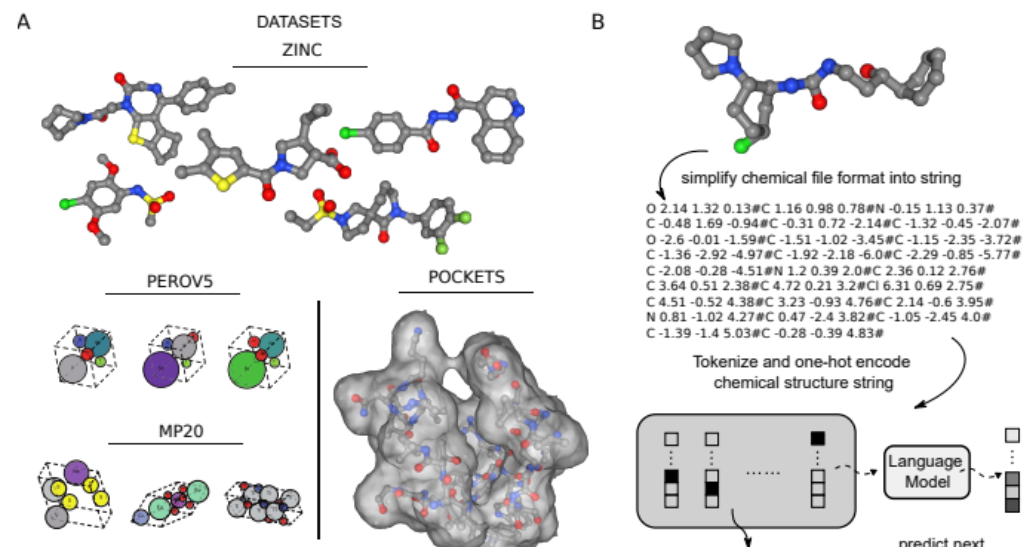 A
DATASETS
ZINC
PEROV5
POCKETS
MP20
B
simplify chemical file format into string
O 2.14 1.32 0.13#C 1.16 0.98 0.78#N -0.15 1.13 0.37#
C -0.48 1.69 -0.94#C -0.31 0.72 -2.14#C -1.32 -0.45 -2.07#
O -2.6 -0.01 -1.59#C -1.51 -1.02 -3.45#C -1.15 -2.35 -3.72#
C -1.36 -2.92 -4.97#C -1.92 -2.18 -6.0#C -2.29 -0.85 -5.77#
C -2.08 -0.28 -4.51#N 1.2 0.39 2.0#C 2.36 0.12 2.76#
C 3.64 0.51 2.38#C 4.72 0.21 3.2#Cl 6.31 0.69 2.75#
C 4.51 -0.52 4.38#C 3.23 -0.93 4.76#C 2.14 -0.6 3.95#
N 0.81 -1.02 4.27#C 0.47 -2.4 3.82#C -1.05 -2.45 4.0#
C -1.39 -1.4 5.03#C -0.28 -0.39 4.83#
Tokenize and one-hot encode
chemical structure string
Language
Model
predict next